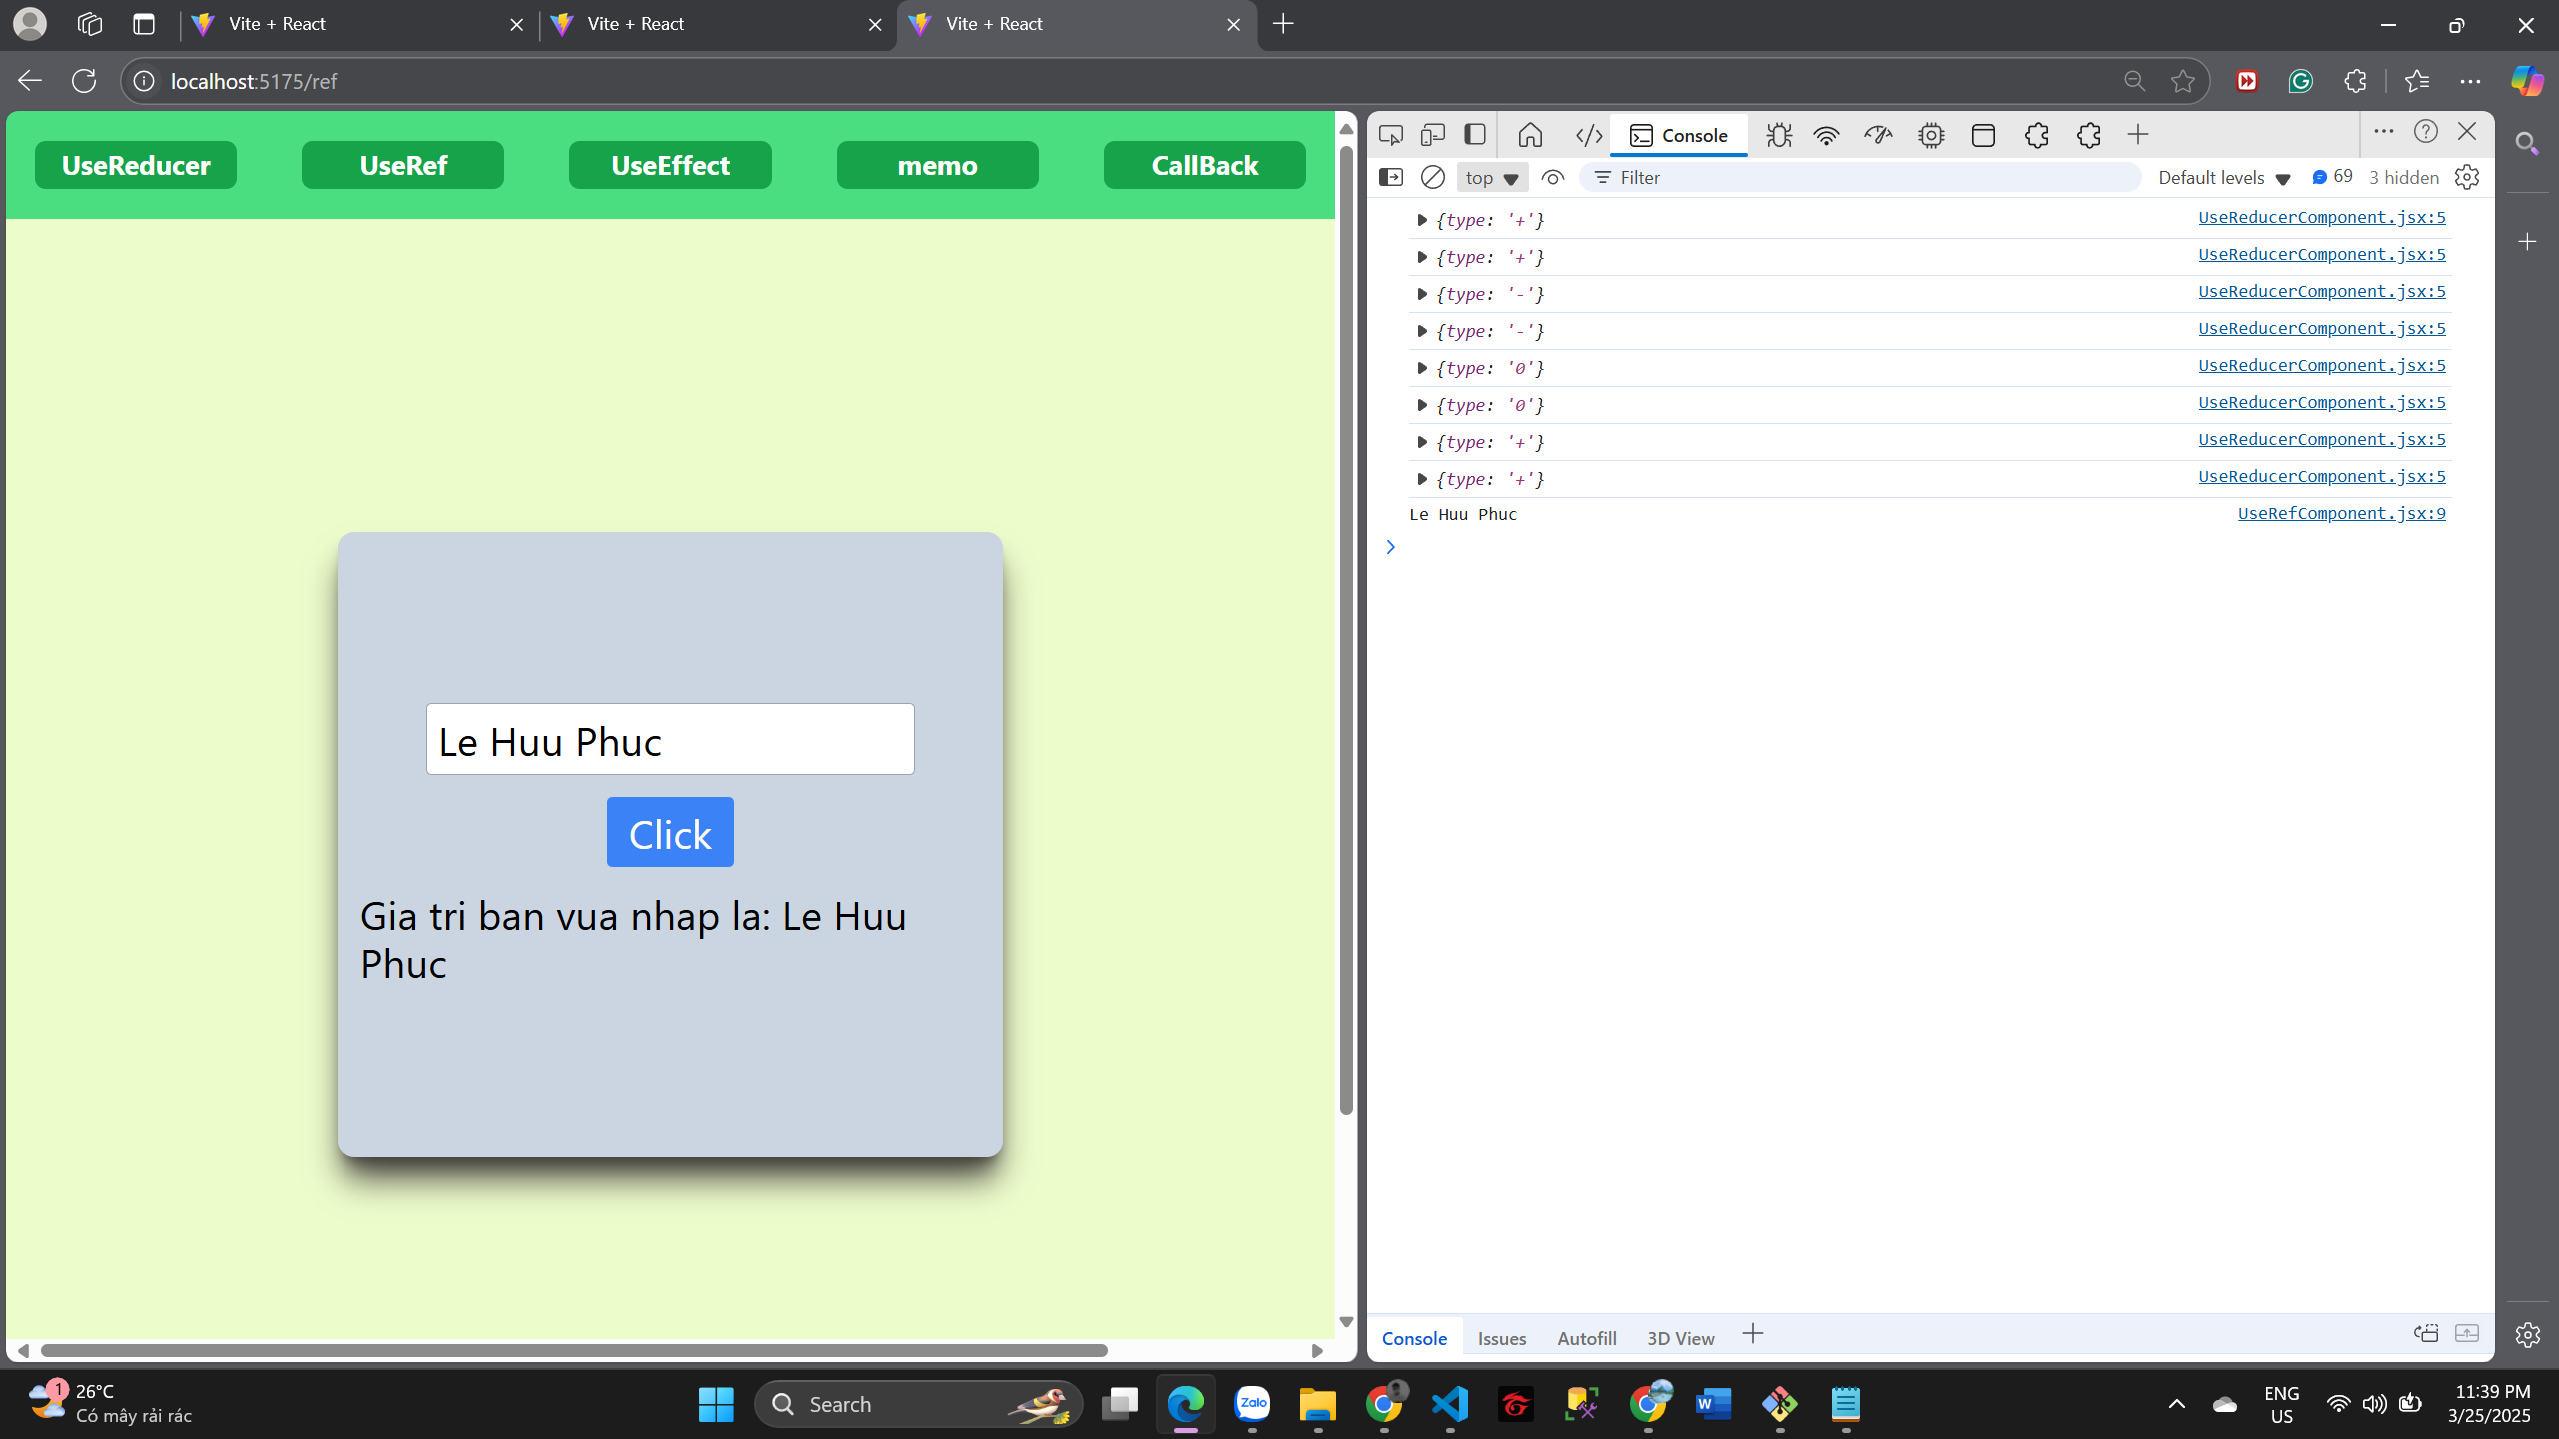 Vite + React
Vite + React
Vite + React
localhost:5175/ref
UseReducer
UseRef
UseEffect
memo
CallBack
Le Huu Phuc
Click
Gia tri ban vua nhap la: Le Huu
Phuc
Console
top
Filter
Default levels
69
3 hidden
{type: '+'} UseReducerComponent.jsx:5
{type: '+'} UseReducerComponent.jsx:5
{type: '-'} UseReducerComponent.jsx:5
{type: '-'} UseReducerComponent.jsx:5
{type: '0'} UseReducerComponent.jsx:5
{type: '0'} UseReducerComponent.jsx:5
{type: '+'} UseReducerComponent.jsx:5
{type: '+'} UseReducerComponent.jsx:5
Le Huu Phuc UseRefComponent.jsx:9
Console
Issues
Autofill
3D View
1
26°C
Có mây rải rác
Search
Zalo
W
ENG
US
11:39 PM
3/25/2025